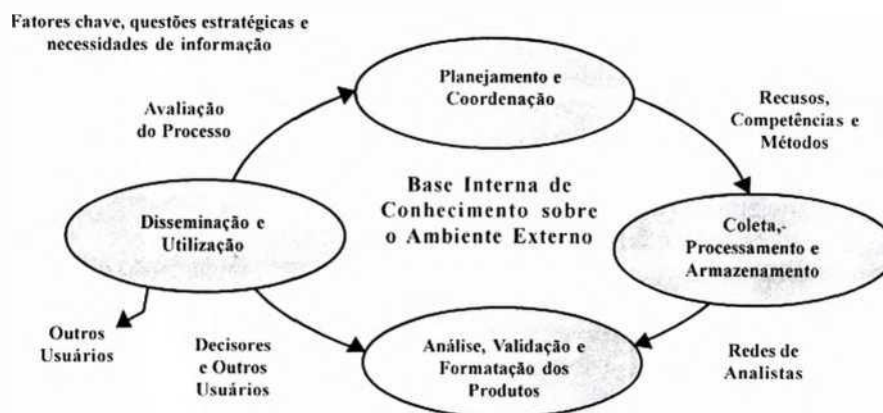 Fatores chave, questões estratégicas e
necessidades de informação
Planejamento e
Coordenação
Avaliação
do Processo
Recusos,
Competências e
Métodos
Base Interna de
Conhecimento sobre
o Ambiente Externo
Disseminação e
Utilização
Coleta,
Processamento e
Armazenamento
Outros
Usuários
Decisores
e Outros
Usuários
Análise, Validação e
Formatação dos
Produtos
Redes de
Analistas